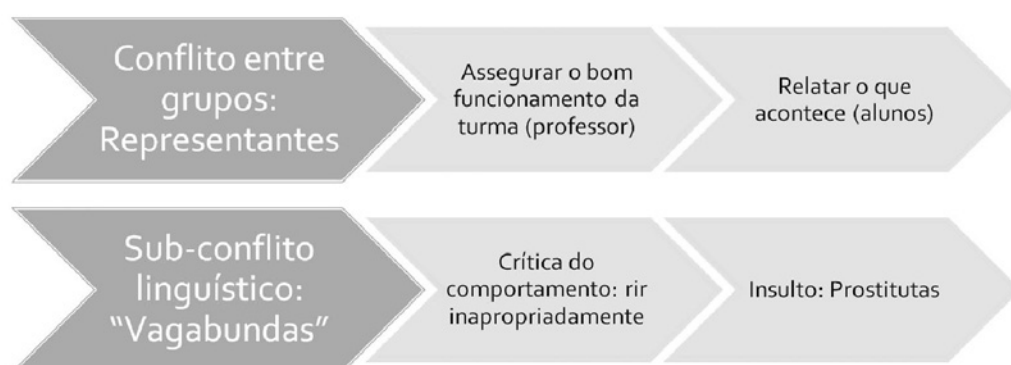 Conflito entre
grupos:
Representantes
Assegurar o bom
funcionamento da
turma (professor)
Relatar o que
acontece (alunos)
Sub-conflito
linguístico:
“Vagabundas”
Crítica do
comportamento: rir
inapropriadamente
Insulto: Prostitutas